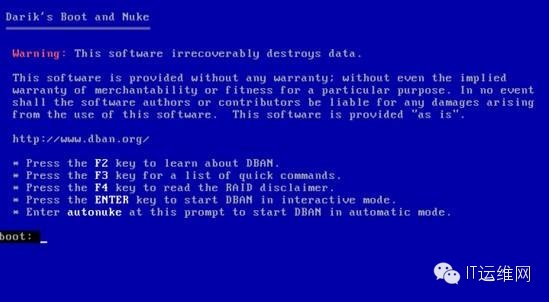 Darik's Boot and Nuke
Warning: This software irrecoverably destroys data.
This software is provided without any warranty; without even the implied
warranty of merchantability or fitness for a particular purpose. In no event
shall the software authors or contributors be liable for any damages arising
from the use of this software. This software is provided "as is".
http://www.dban.org/
* Press the F2 key to learn about DBAN.
* Press the F3 key for a list of quick commands.
* Press the F4 key to read the RAID disclaimer.
* Press the ENTER key to start DBAN in interactive mode.
* Enter autonuke at this prompt to start DBAN in automatic mode.
boot: _
IT运维网